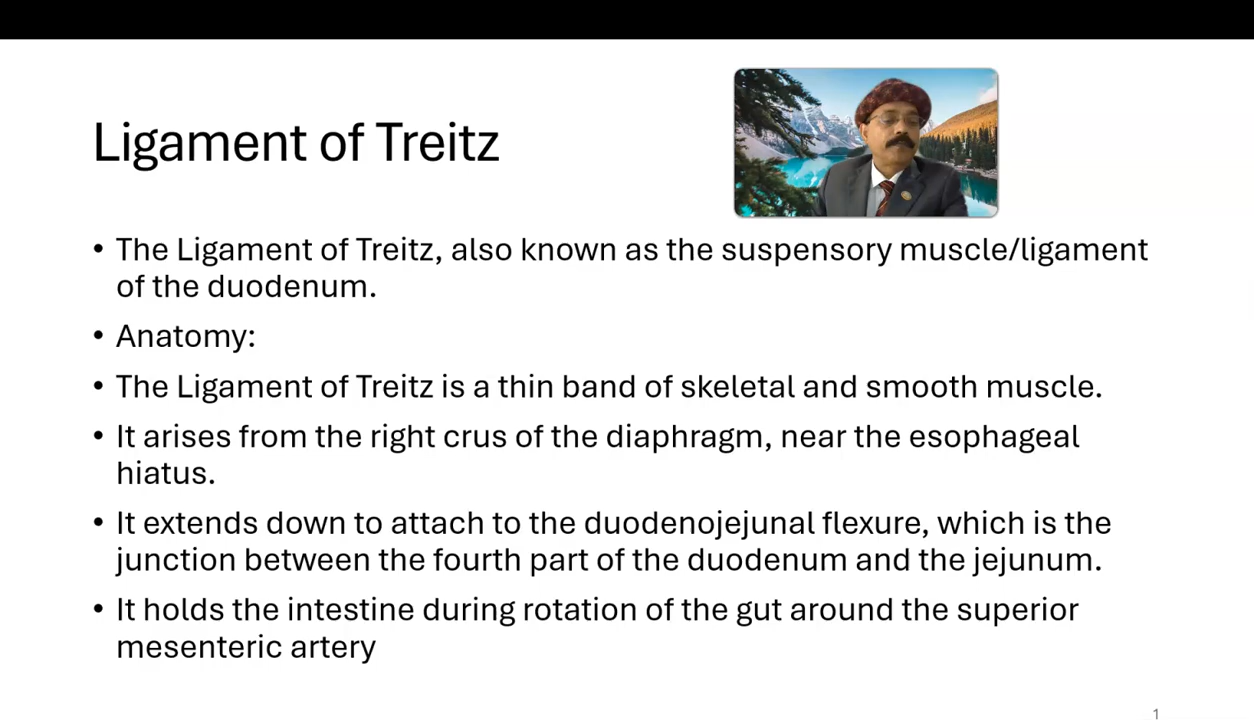 Ligament of Treitz
• The Ligament of Treitz, also known as the suspensory muscle/ligament
of the duodenum.
• Anatomy:
• The Ligament of Treitz is a thin band of skeletal and smooth muscle.
• It arises from the right crus of the diaphragm, near the esophageal
hiatus.
• It extends down to attach to the duodenojejunal flexure, which is the
junction between the fourth part of the duodenum and the jejunum.
• It holds the intestine during rotation of the gut around the superior
mesenteric artery
1